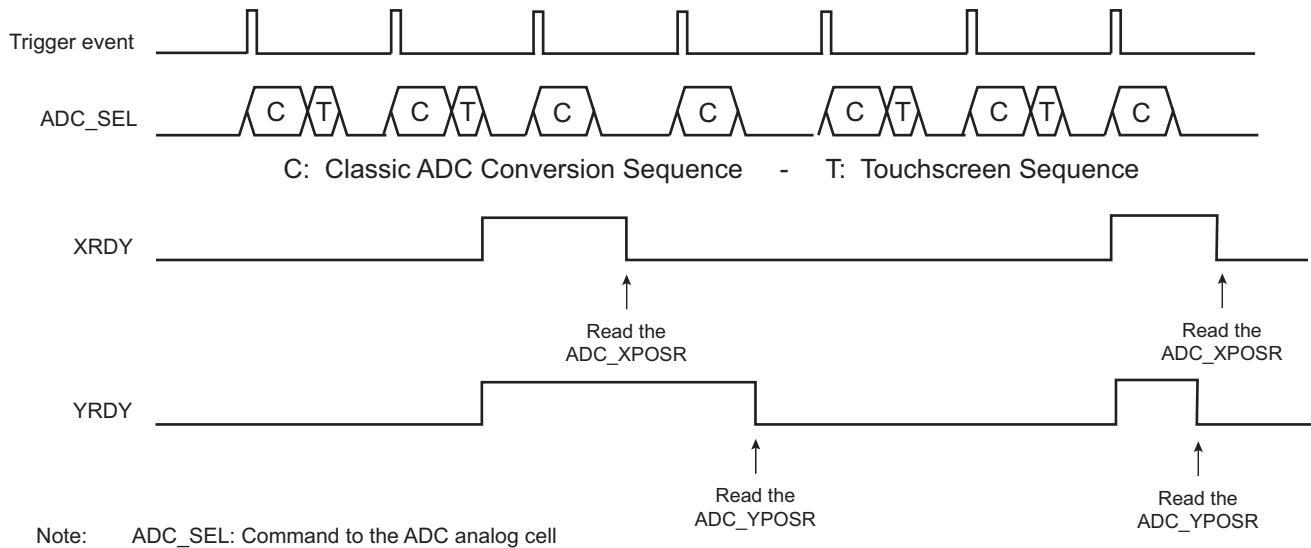 Trigger event
ADC_SEL
C T C T C C C T C T C
C: Classic ADC Conversion Sequence - T: Touchscreen Sequence
XRDY
Read the
ADC_XPOSR
Read the
ADC_XPOSR
YRDY
Read the
ADC_YPOSR
Read the
ADC_YPOSR
Note: ADC_SEL: Command to the ADC analog cell